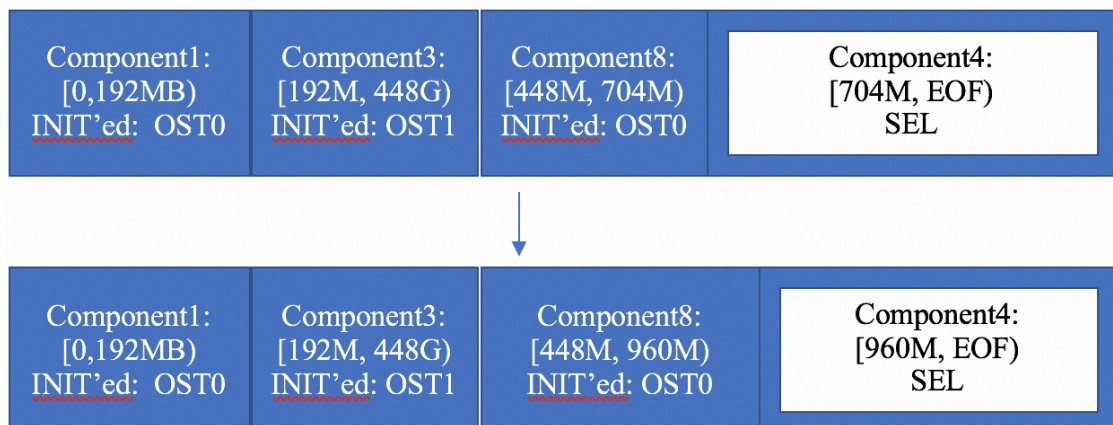 Component1:
[0,192MB)
INIT’ed:  OST0
Component3:
[192M, 448G)
INIT’ed: OST1
Component8:
[448M, 704M)
INIT’ed: OST0
Component4:
[704M, EOF)
SEL
Component1:
[0,192MB)
INIT’ed:  OST0
Component3:
[192M, 448G)
INIT’ed: OST1
Component8:
[448M, 960M)
INIT’ed: OST0
Component4:
[960M, EOF)
SEL